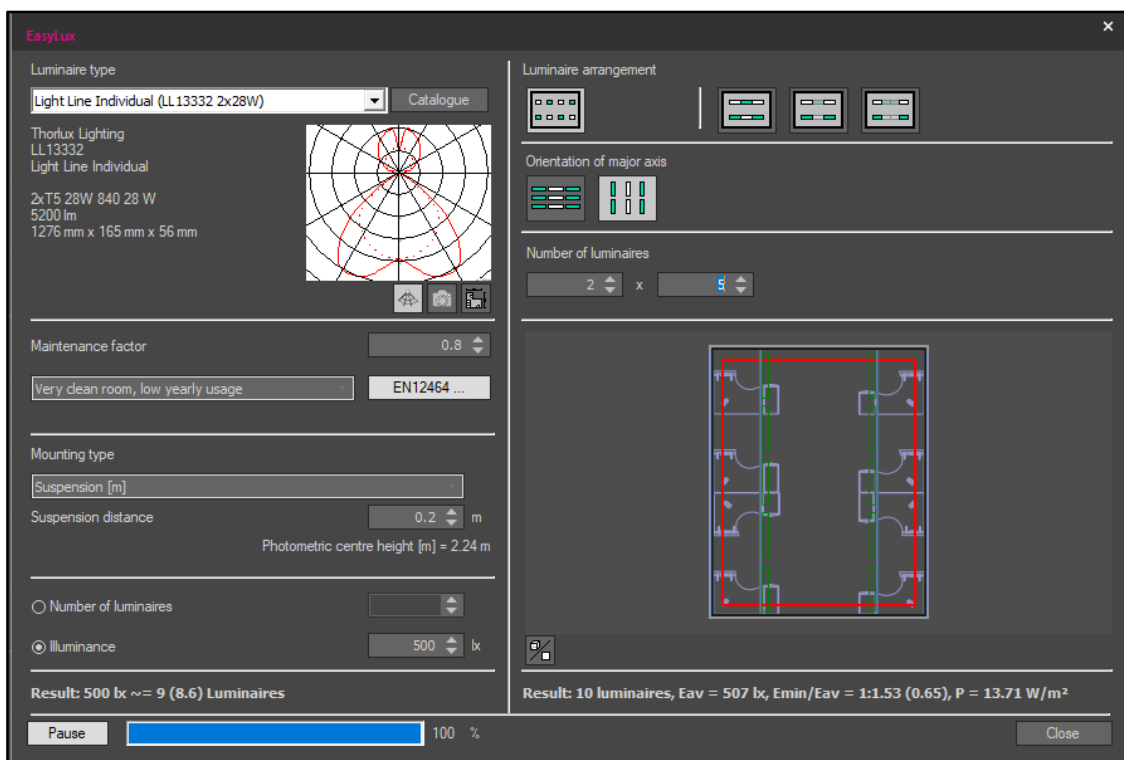 EasyLux
Luminaire type
Light Line Individual (LL13332 2x28W)
Catalogue
Thorlux Lighting
LL13332
Light Line Individual
2xT5 28W 840 28 W
5200 lm
1276 mm x 165 mm x 56 mm
Maintenance factor
0.8
Very clean room, low yearly usage
EN12464 ...
Mounting type
Suspension [m]
Suspension distance
0.2 m
Photometric centre height [m] = 2.24 m
Number of luminaires
Illuminance
500 lx
Result: 500 lx ~= 9 (8.6) Luminaires
Luminaire arrangement
Orientation of major axis
Number of luminaires
2 x 5
Result: 10 luminaires, Eav = 507 lx, Emin/Eav = 1:1.53 (0.65), P = 13.71 W/m²
Pause
100 %
Close